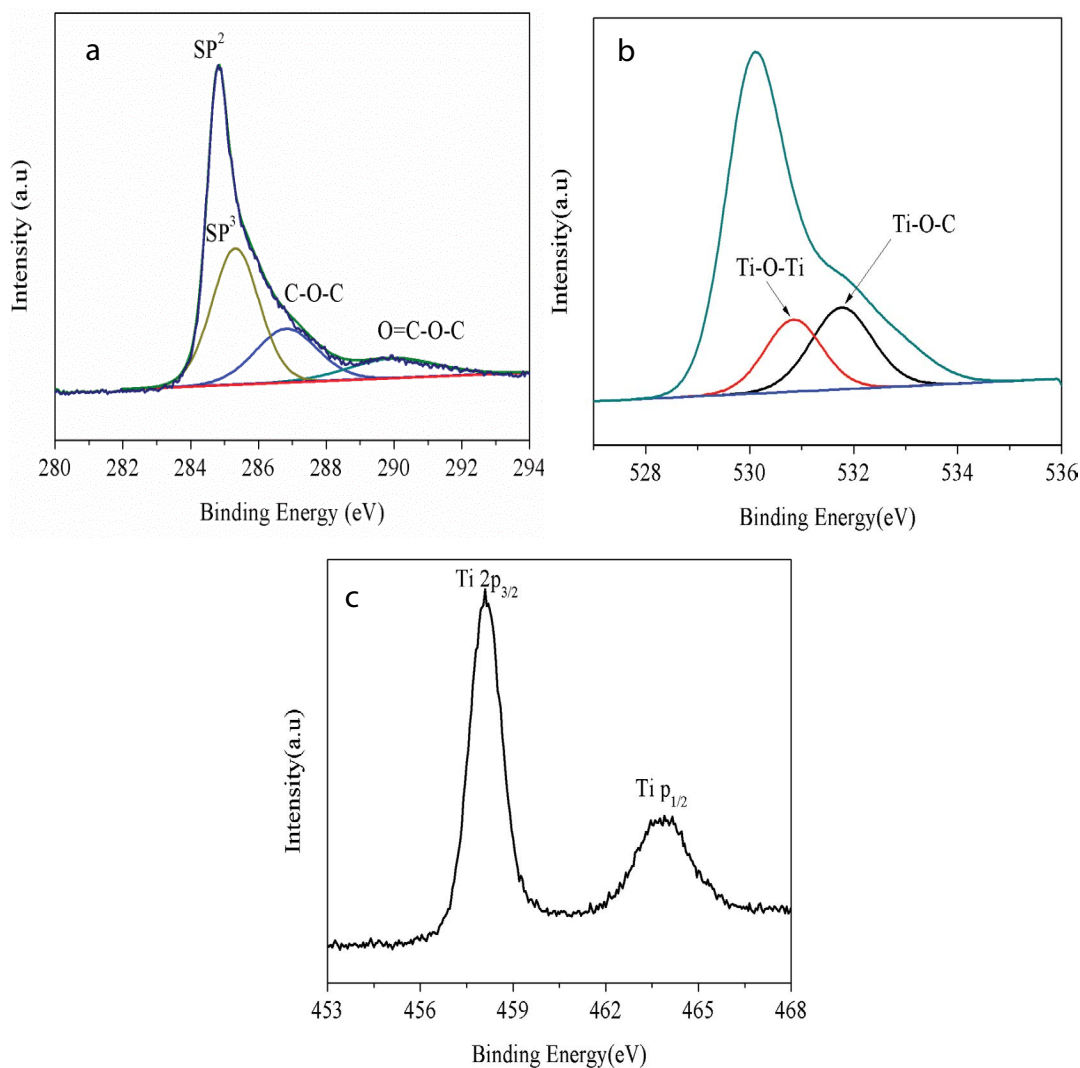 a
SP²
SP³
C-O-C
O=C-O-C
Intensity (a.u)
280 282 284 286 288 290 292 294
Binding Energy (eV)
b
Ti-O-C
Ti-O-Ti
Intensity(a.u)
528 530 532 534 536
Binding Energy(eV)
c
Ti 2p3/2
Ti p1/2
Intensity(a.u)
453 456 459 462 465 468
Binding Energy(eV)